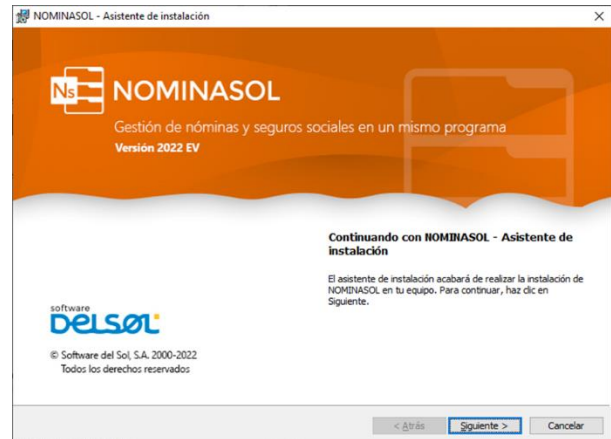 NOMINASOL - Asistente de instalación
Ns
NOMINASOL
Gestión de nóminas y seguros sociales en un mismo programa
Versión 2022 EV
Continuando con NOMINASOL - Asistente de
instalación
El asistente de instalación acabará de realizar la instalación de
NOMINASOL en tu equipo. Para continuar, haz clic en
Siguiente.
software
DELSOL
© Software del Sol, S.A. 2000-2022
Todos los derechos reservados
< Atrás
Siguiente >
Cancelar